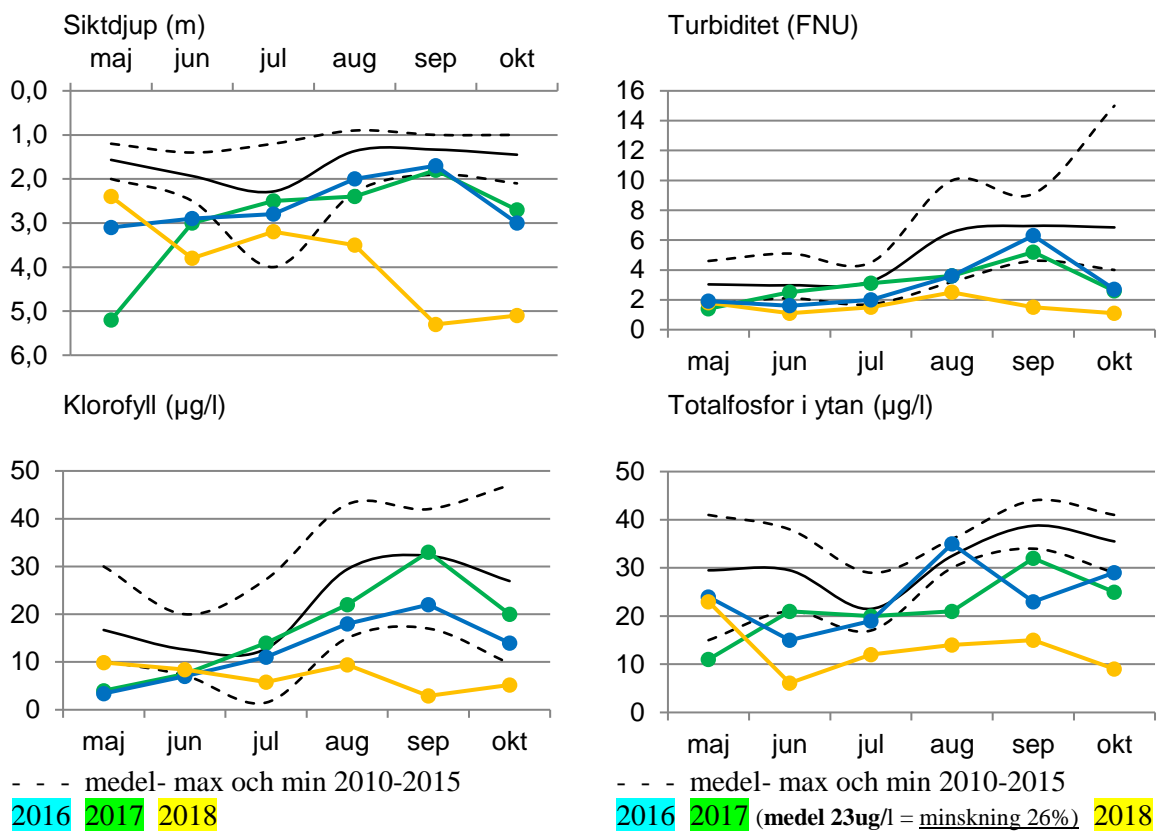 Siktdjup (m)
maj jun jul aug sep okt
0,0
1,0
2,0
3,0
4,0
5,0
6,0
Turbiditet (FNU)
16
14
12
10
8
6
4
2
0
maj jun jul aug sep okt
Klorofyll (µg/l)
50
40
30
20
10
0
maj jun jul aug sep okt
- - - medel- max och min 2010-2015
2016 2017 2018
Totalfosfor i ytan (µg/l)
50
40
30
20
10
0
maj jun jul aug sep okt
- - - medel- max och min 2010-2015
2016 2017 (medel 23ug/l = minskning 26%) 2018